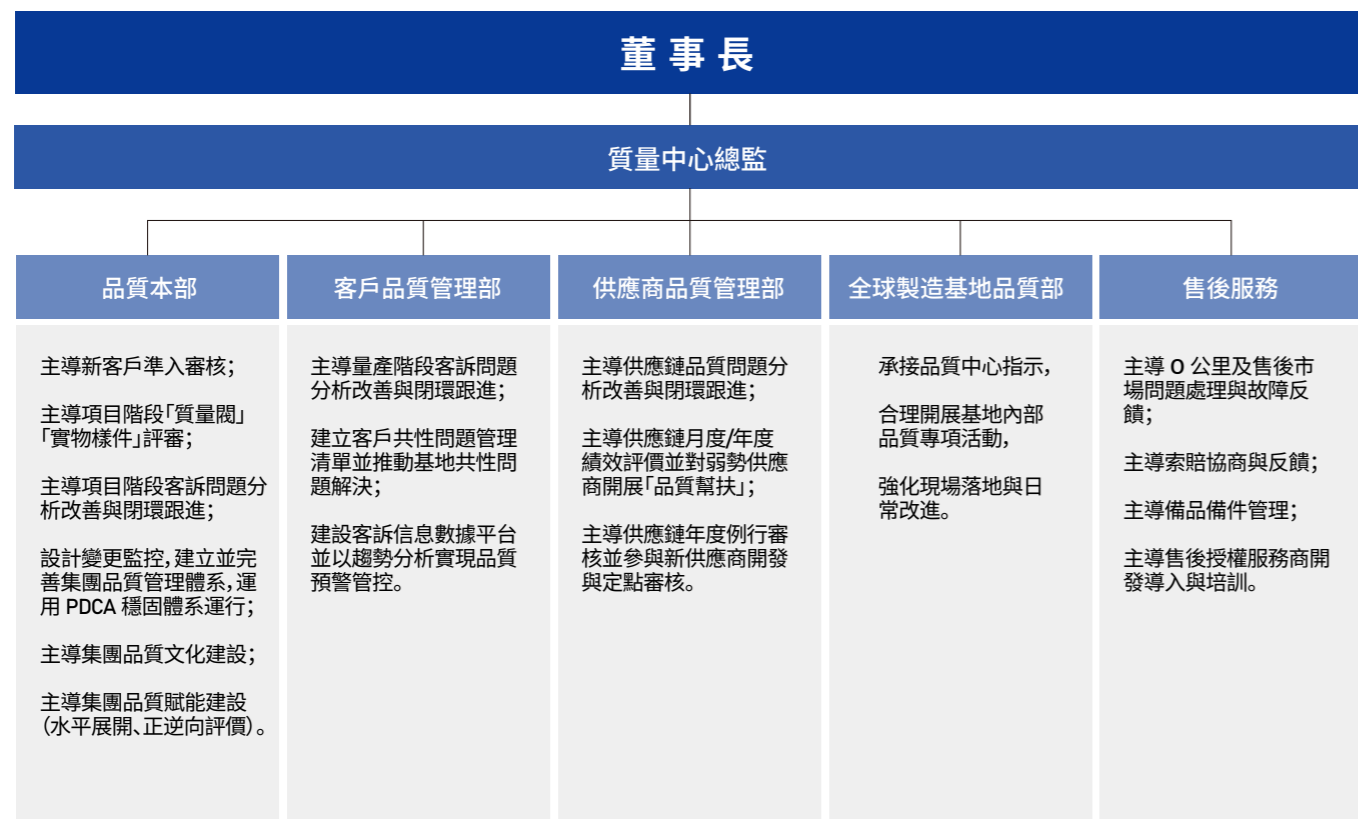 董事長
質量中心總監
品質本部
客戶品質管理部
供應商品質管理部
全球製造基地品質部
售後服務
主導新客戶準入審核；
主導項目階段「質量閥」
「實物樣件」評審；
主導項目階段客訴問題分
析改善與閉環跟進；
設計變更監控，建立並完
善集團品質管理體系，運
用 PDCA 穩固體系運行；
主導集團品質文化建設；
主導集團品質賦能建設
（水平展開、正逆向評價）。
主導量產階段客訴問題
分析改善與閉環跟進；
建立客戶共性問題管理
清單並推動基地共性問
題解決；
建設客訴信息數據平台
並以趨勢分析實現品質
預警管控。
主導供應鏈品質問題分
析改善與閉環跟進；
主導供應鏈月度/年度
績效評價並對弱勢供應
商開展「品質幫扶」；
主導供應鏈年度例行審
核並參與新供應商開發
與定點審核。
承接品質中心指示，
合理開展基地內部
品質專項活動，
強化現場落地與日
常改進。
主導 0 公里及售後市
場問題處理與故障反
饋；
主導索賠協商與反饋；
主導備品備件管理；
主導售後授權服務商開
發導入與培訓。